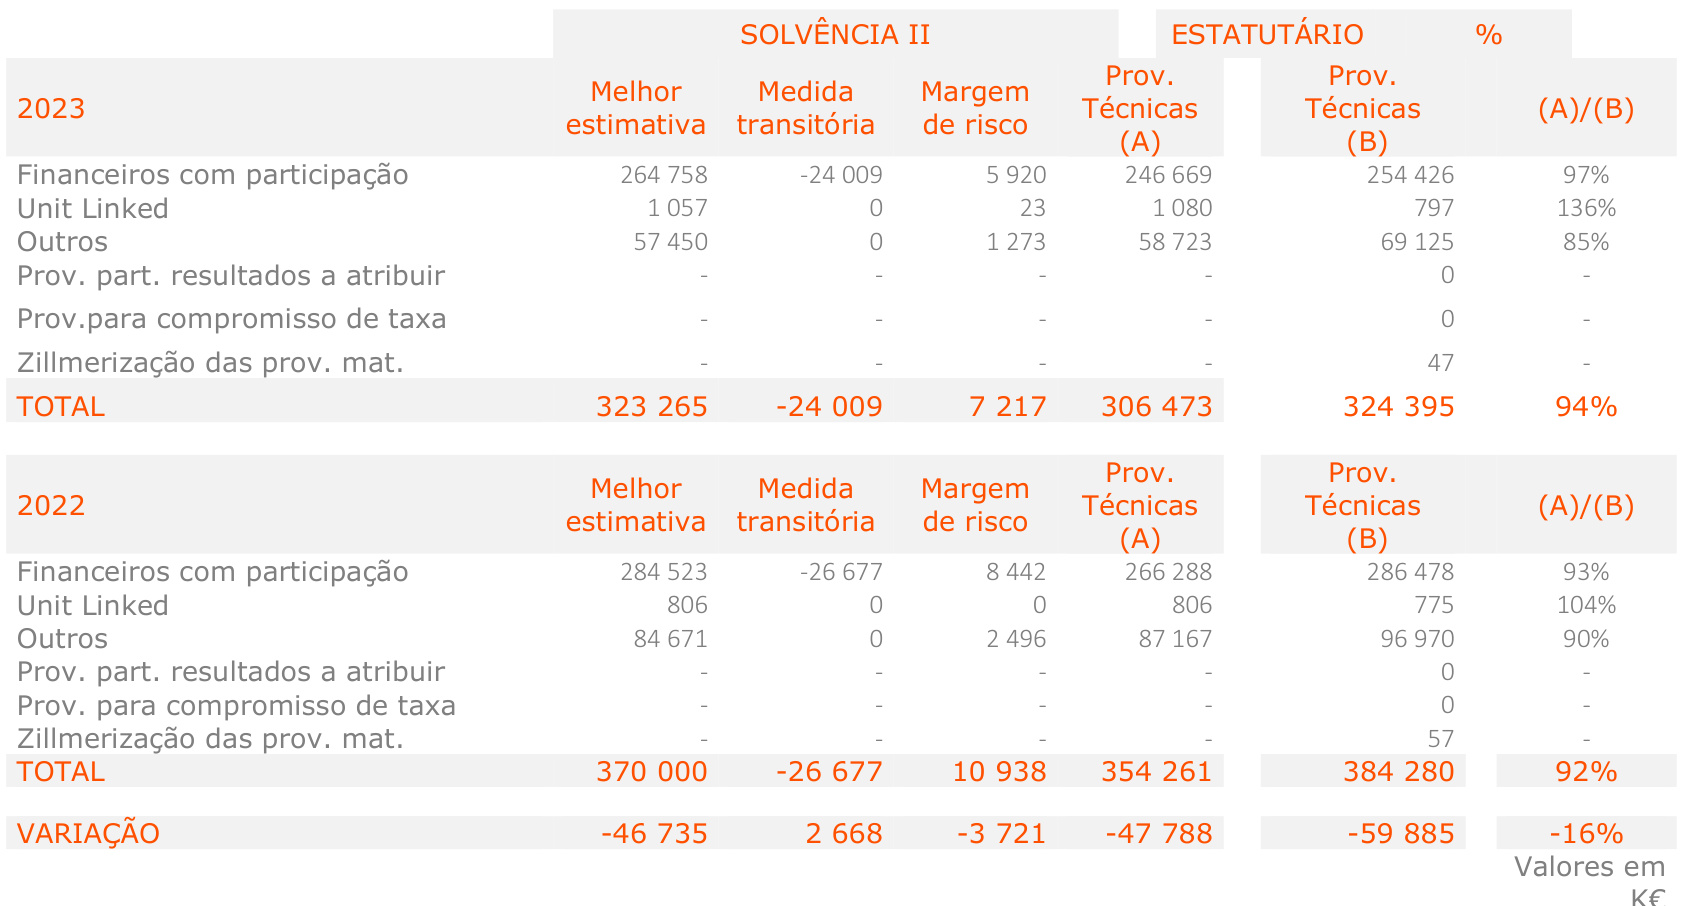 SOLVÊNCIA II ESTATUTÁRIO %
2023 Melhor estimativa Medida transitória Margem de risco Prov. Técnicas (A) Prov. Técnicas (B) (A)/(B)
Financeiros com participação 264 758 -24 009 5 920 246 669 254 426 97%
Unit Linked 1 057 0 23 1 080 797 136%
Outros 57 450 0 1 273 58 723 69 125 85%
Prov. part. resultados a atribuir - - - - 0 -
Prov.para compromisso de taxa - - - - 0 -
Zillmerização das prov. mat. - - - - 47 -
TOTAL 323 265 -24 009 7 217 306 473 324 395 94%
2022 Melhor estimativa Medida transitória Margem de risco Prov. Técnicas (A) Prov. Técnicas (B) (A)/(B)
Financeiros com participação 284 523 -26 677 8 442 266 288 286 478 93%
Unit Linked 806 0 0 806 775 104%
Outros 84 671 0 2 496 87 167 96 970 90%
Prov. part. resultados a atribuir - - - - 0 -
Prov. para compromisso de taxa - - - - 0 -
Zillmerização das prov. mat. - - - - 57 -
TOTAL 370 000 -26 677 10 938 354 261 384 280 92%
VARIAÇÃO -46 735 2 668 -3 721 -47 788 -59 885 -16%
Valores em
K€